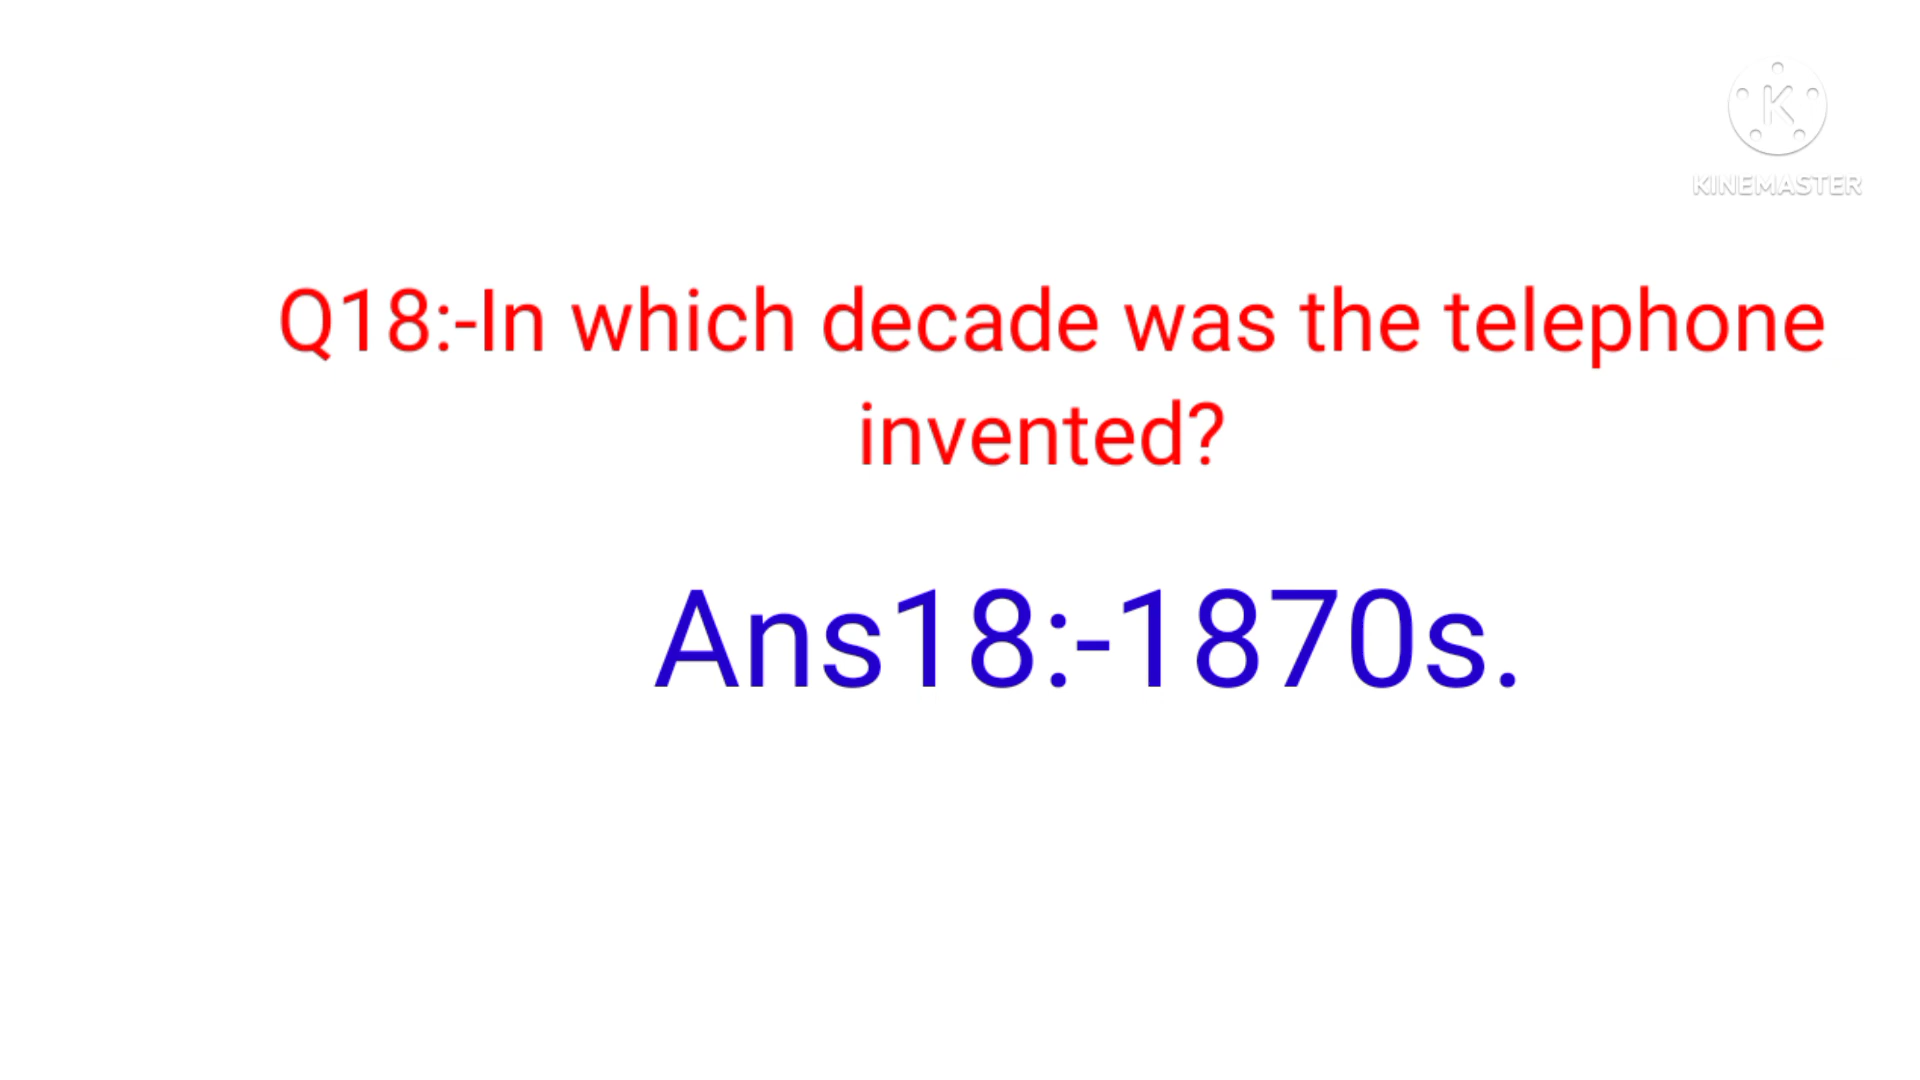 K
KINEMASTER
Q18:-In which decade was the telephone
invented?
Ans18:-1870s.